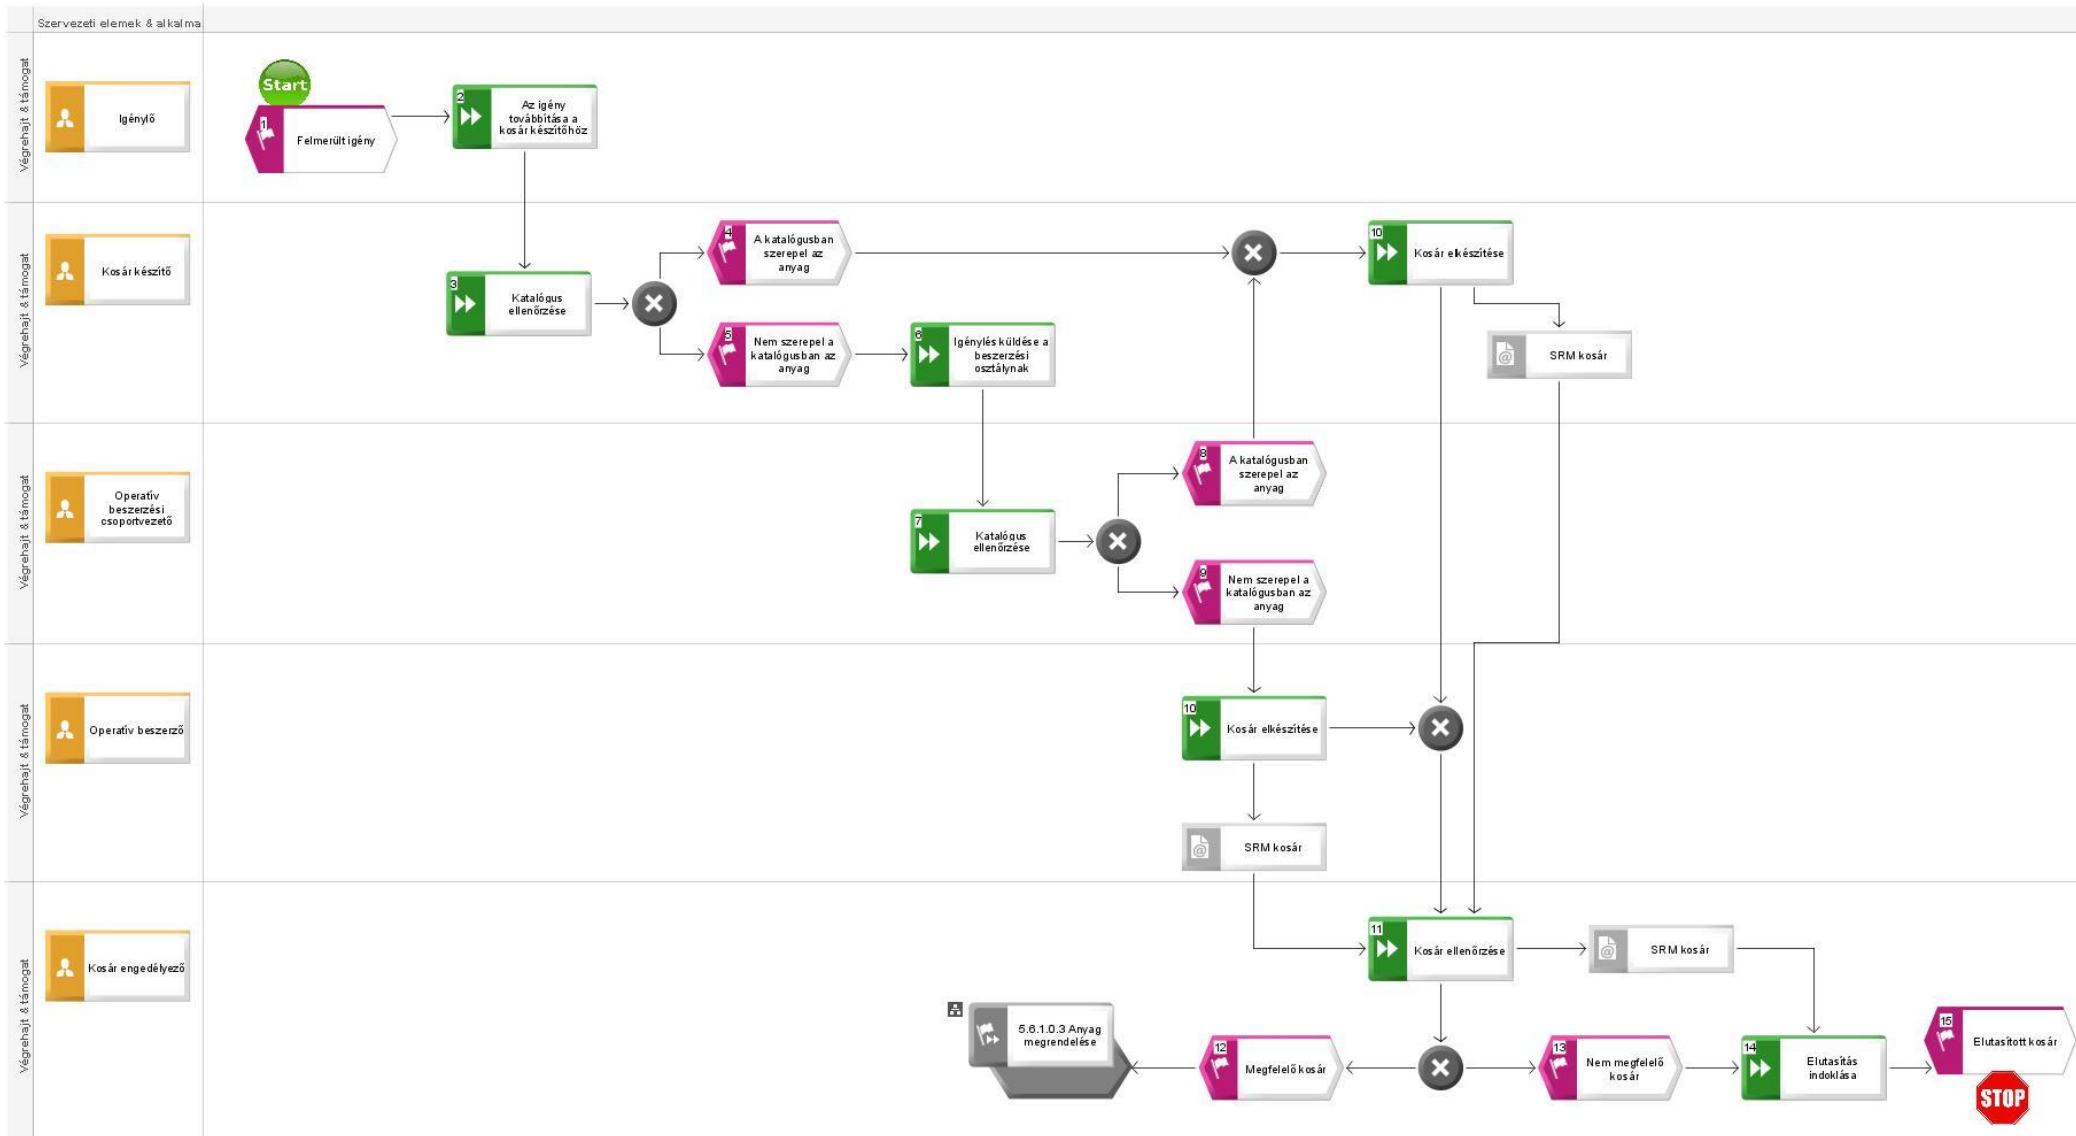 Szervezeti elemek & alkalma
Végrehajt & támogat
Igénylő
Start
1
Felmerült igény
2
Az igény
továbbítása a
kosár készítőhöz
Végrehajt & támogat
Kosár készítő
3
Katalógus
ellenőrzése
4
A katalógusban
szerepel az
anyag
5
Nem szerepel a
katalógusban az
anyag
6
Igénylés küldése a
beszerzési
osztálynak
10
Kosár elkészítése
SRM kosár
Végrehajt & támogat
Operatív
beszerzési
csoportvezető
7
Katalógus
ellenőrzése
8
A katalógusban
szerepel az
anyag
9
Nem szerepel a
katalógusban az
anyag
Végrehajt & támogat
Operatív beszerző
10
Kosár elkészítése
SRM kosár
Végrehajt & támogat
Kosár engedélyező
11
Kosár ellenőrzése
SRM kosár
5.6.1.0.3 Anyag
megrendelése
12
Megfelelő kosár
13
Nem megfelelő
kosár
14
Elutasítás
indoklása
15
Elutasított kosár
STOP